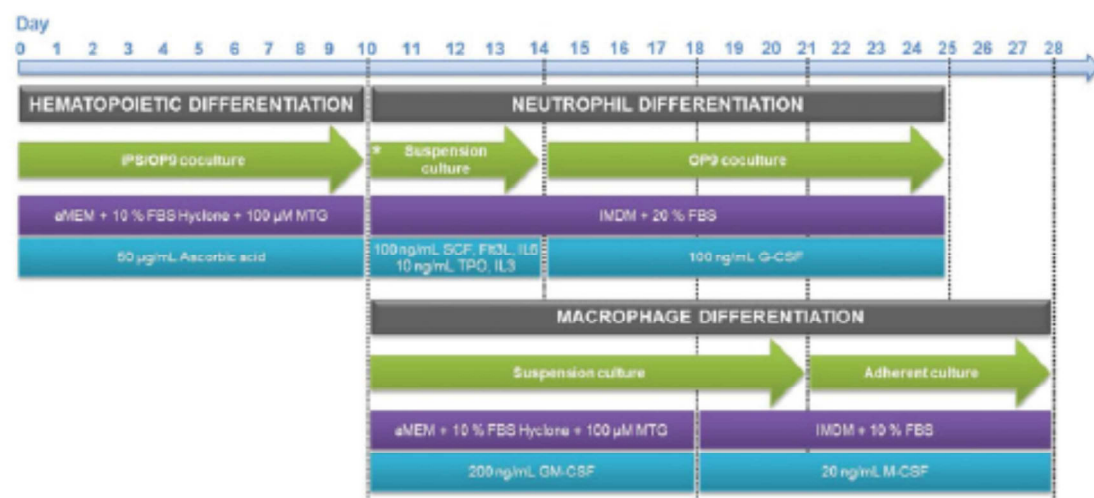 Day
0 1 2 3 4 5 6 7 8 9 10 11 12 13 14 15 16 17 18 19 20 21 22 23 24 25 26 27 28
HEMATOPOIETIC DIFFERENTIATION
NEUTROPHIL DIFFERENTIATION
iPS/OP9 coculture
* Suspension
culture
OP9 coculture
αMEM + 10 % FBS Hyclone + 100 µM MTG
IMDM + 20 % FBS
50 µg/mL Ascorbic acid
100 ng/mL SCF, Flt3L, IL6
10 ng/mL TPO, IL3
100 ng/mL G-CSF
MACROPHAGE DIFFERENTIATION
Suspension culture
Adherent culture
αMEM + 10 % FBS Hyclone + 100 µM MTG
IMDM + 10 % FBS
200 ng/mL GM-CSF
20 ng/mL M-CSF